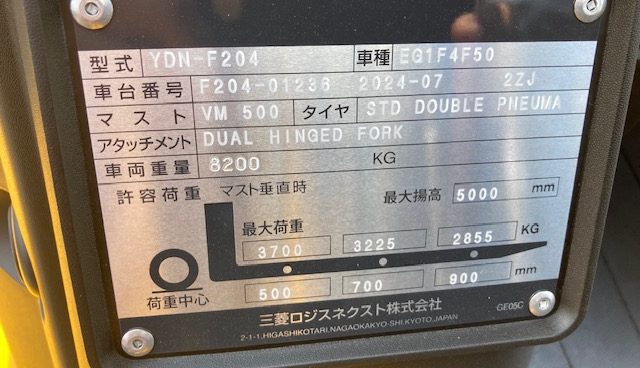 型式 YDN-F204 車種 EG1F4F50
車台番号 F204-01236 2024-07 2ZJ
マスト VM 500 タイヤ STD DOUBLE PNEUMA
アタッチメント DUAL HINGED FORK
車両重量 8200 KG
許容荷重 マスト垂直時 最大揚高 5000 mm
最大荷重
3700 3225 2855 KG
500 700 900 mm
荷重中心
三菱ロジスネクスト株式会社 GE05C
2-1-1,HIGASHIKOTARI,NAGAOKAKYO-SHI,KYOTO,JAPAN